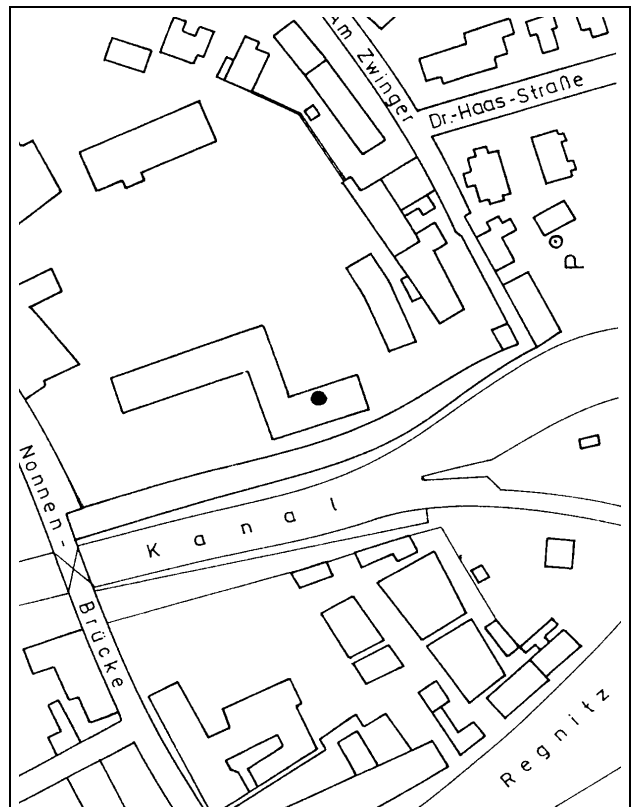 Am Zwinger
Dr.-Haas-Straße
P
Nonnen-
Brücke
Kanal
Regnitz